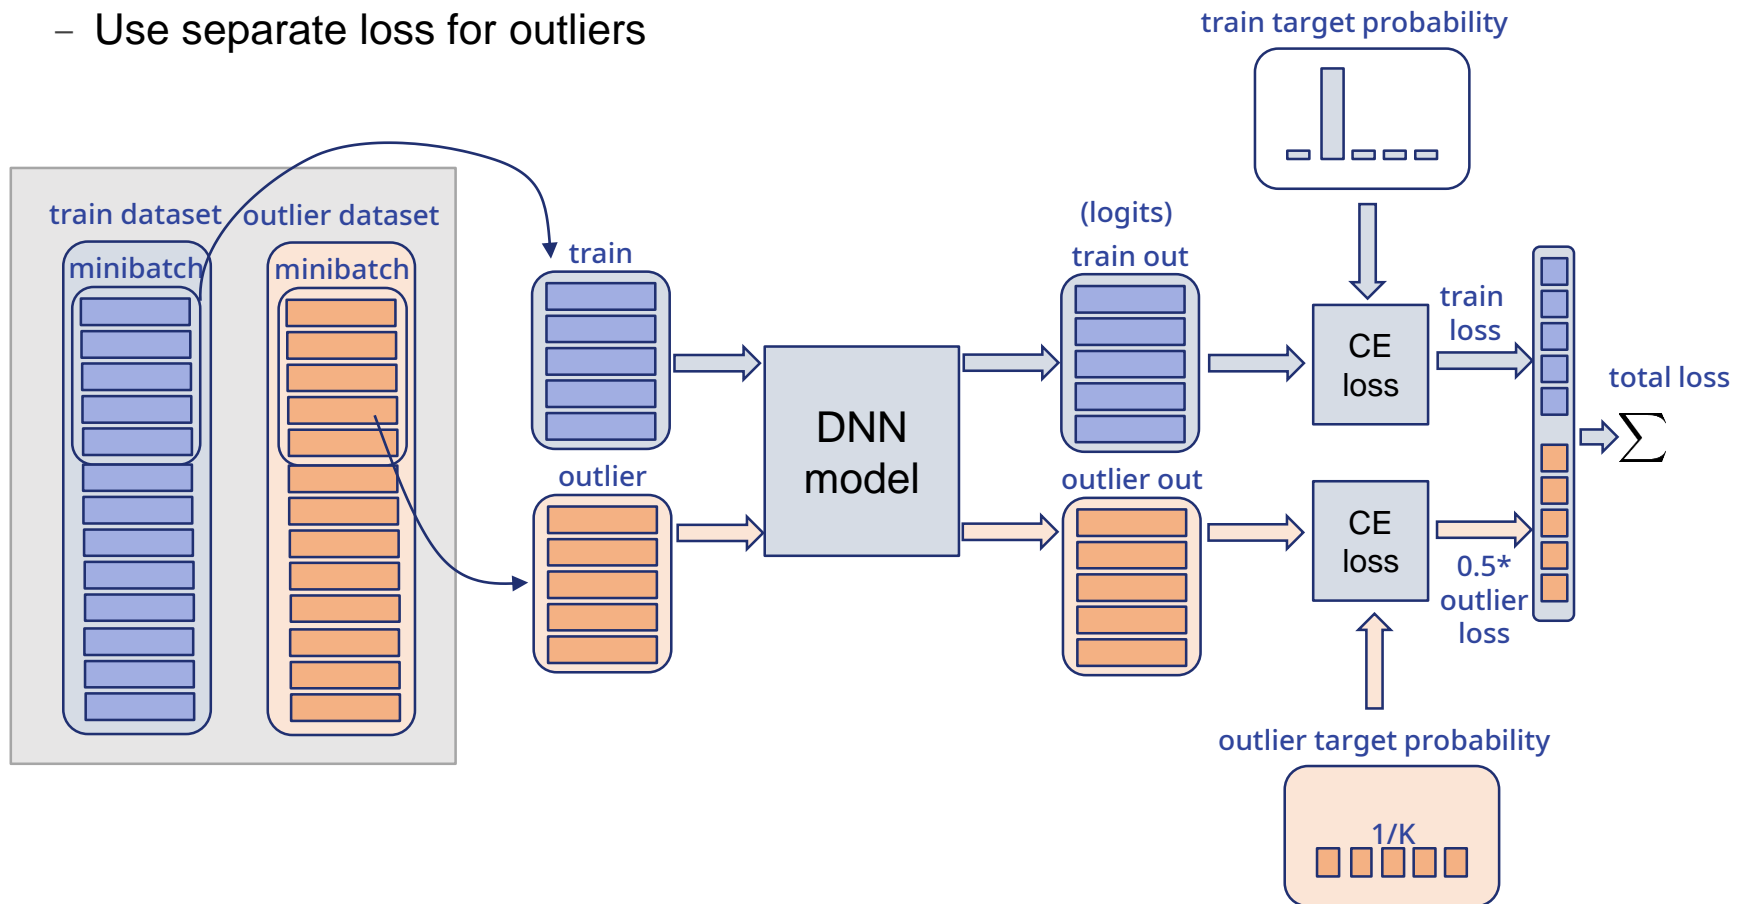 – Use separate loss for outliers
train target probability
train dataset
outlier dataset
minibatch
minibatch
train
outlier
DNN
model
(logits)
train out
outlier out
CE
loss
train
loss
CE
loss
0.5*
outlier
loss
total loss
∑
outlier target probability
1/K